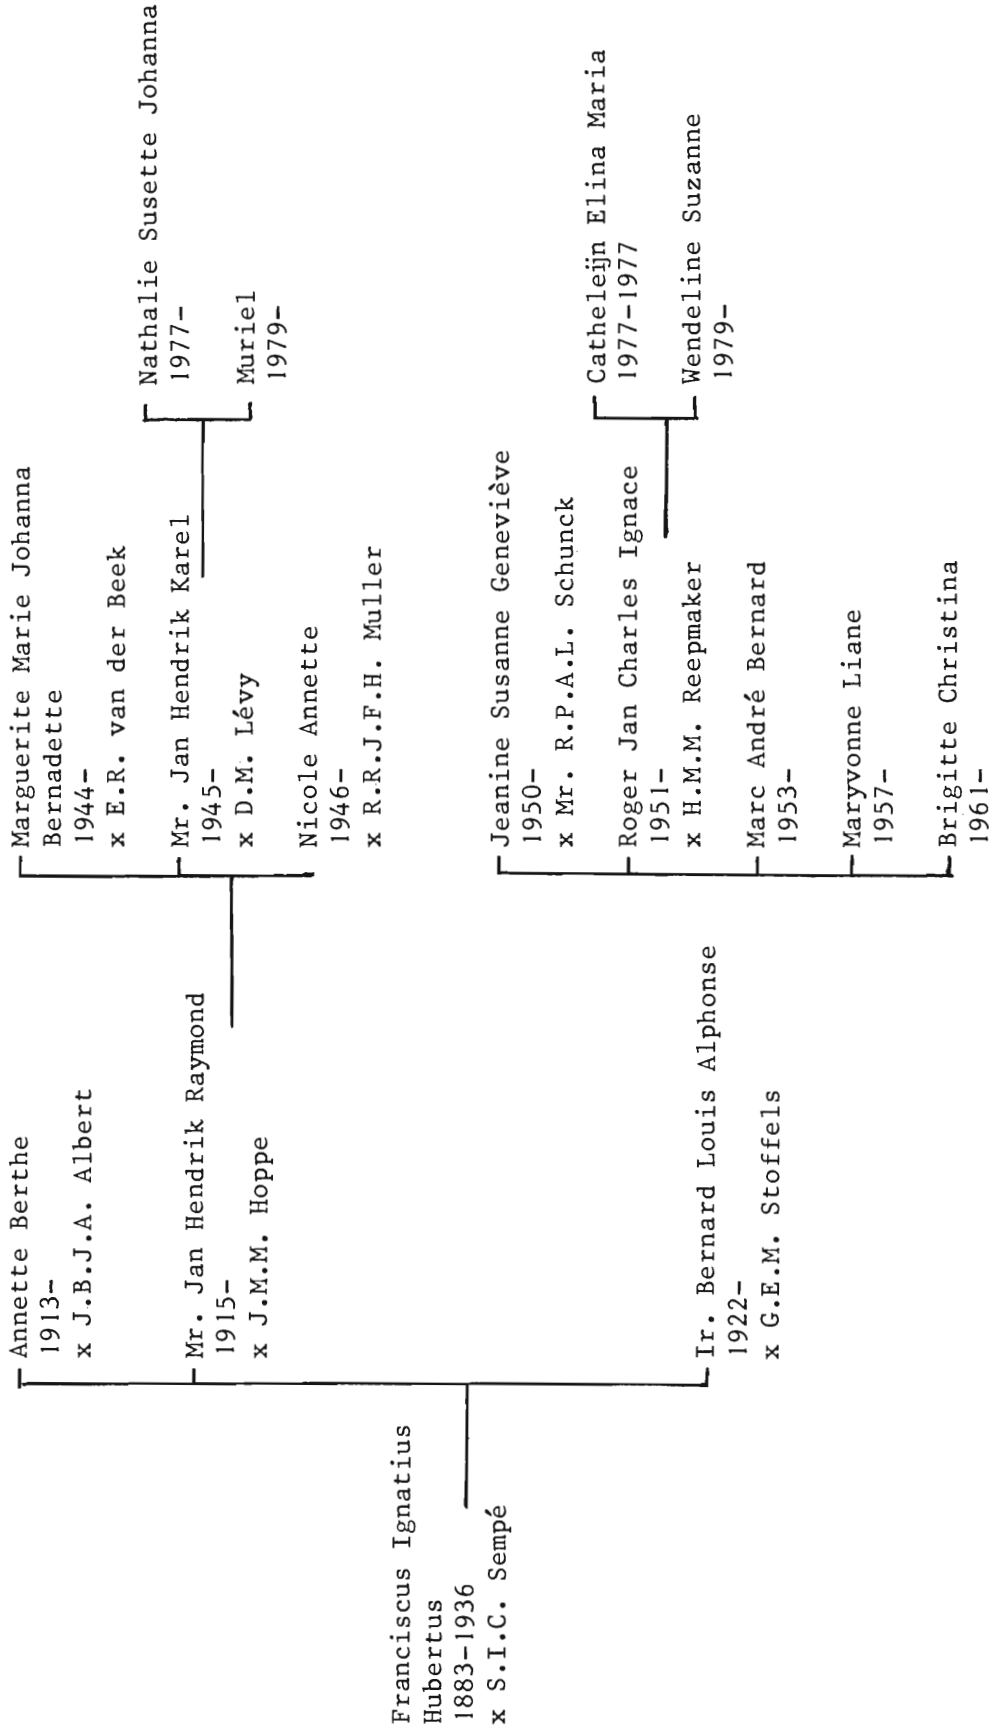 Franciscus Ignatius
Hubertus
1883-1936
x S.I.C. Sempé
Annette Berthe
1913-
x J.B.J.A. Albert
Mr. Jan Hendrik Raymond
1915-
x J.M.M. Hoppe
Ir. Bernard Louis Alphonse
1922-
x G.E.M. Stoffels
Marguerite Marie Johanna
Bernadette
1944-
x E.R. van der Beek
Mr. Jan Hendrik Karel
1945-
x D.M. Lévy
Nicole Annette
1946-
x R.R.J.F.H. Muller
Jeanine Susanne Geneviève
1950-
x Mr. R.P.A.L. Schunck
Roger Jan Charles Ignace
1951-
x H.M.M. Reepmaker
Marc André Bernard
1953-
Maryvonne Liane
1957-
Brigitte Christina
1961-
Nathalie Susette Johanna
1977-
Muriel
1979-
Catheleijn Elina Maria
1977-1977
Wendeline Suzanne
1979-